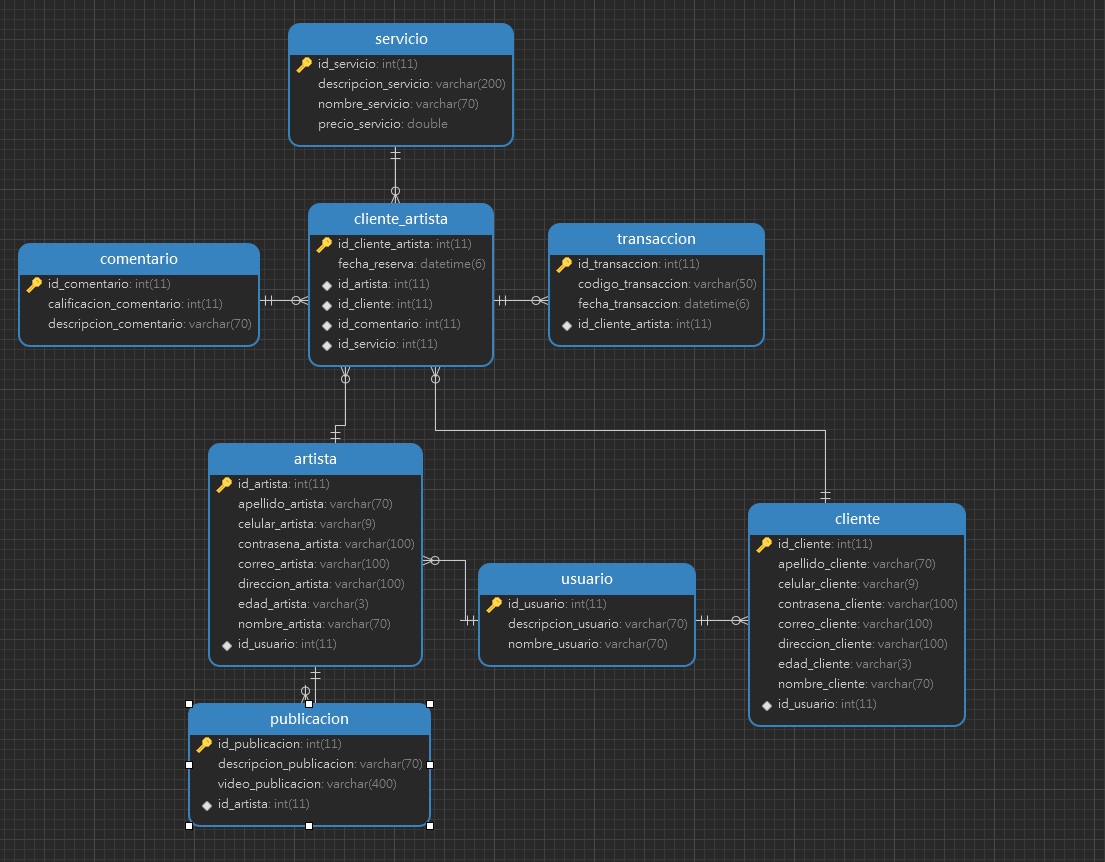 servicio
id_servicio: int(11)
descripcion_servicio: varchar(200)
nombre_servicio: varchar(70)
precio_servicio: double
cliente_artista
id_cliente_artista: int(11)
fecha_reserva: datetime(6)
id_artista: int(11)
id_cliente: int(11)
id_comentario: int(11)
id_servicio: int(11)
transaccion
id_transaccion: int(11)
codigo_transaccion: varchar(50)
fecha_transaccion: datetime(6)
id_cliente_artista: int(11)
comentario
id_comentario: int(11)
calificacion_comentario: int(11)
descripcion_comentario: varchar(70)
artista
id_artista: int(11)
apellido_artista: varchar(70)
celular_artista: varchar(9)
contrasena_artista: varchar(100)
correo_artista: varchar(100)
direccion_artista: varchar(100)
edad_artista: varchar(3)
nombre_artista: varchar(70)
id_usuario: int(11)
usuario
id_usuario: int(11)
descripcion_usuario: varchar(70)
nombre_usuario: varchar(70)
cliente
id_cliente: int(11)
apellido_cliente: varchar(70)
celular_cliente: varchar(9)
contrasena_cliente: varchar(100)
correo_cliente: varchar(100)
direccion_cliente: varchar(100)
edad_cliente: varchar(3)
nombre_cliente: varchar(70)
id_usuario: int(11)
publicacion
id_publicacion: int(11)
descripcion_publicacion: varchar(70)
video_publicacion: varchar(400)
id_artista: int(11)